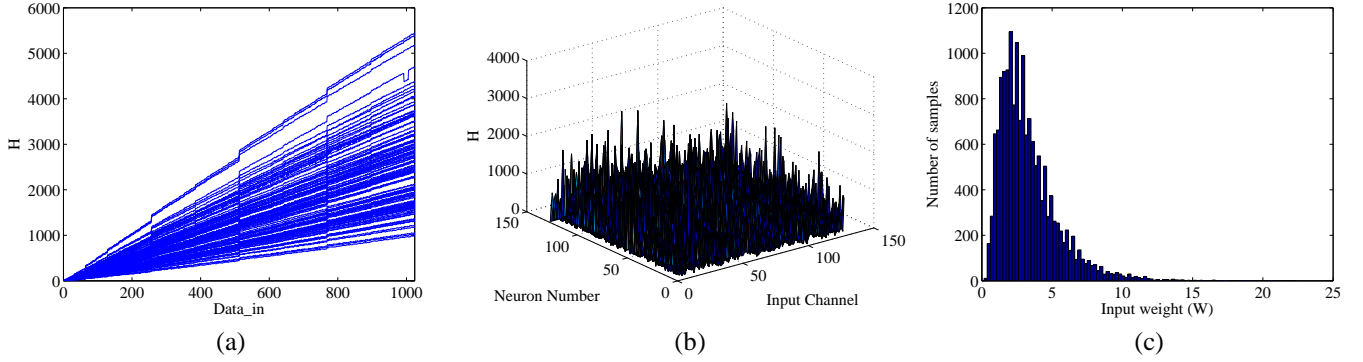 6000
5000
4000
3000
2000
1000
0
H
0 200 400 600 800 1000
Data_in
(a)
4000
3000
2000
1000
0
H
150
100
50
0
Neuron Number
0
50
100
150
Input Channel
(b)
1200
1000
800
600
400
200
0
Number of samples
0 5 10 15 20 25
Input weight (W)
(c)